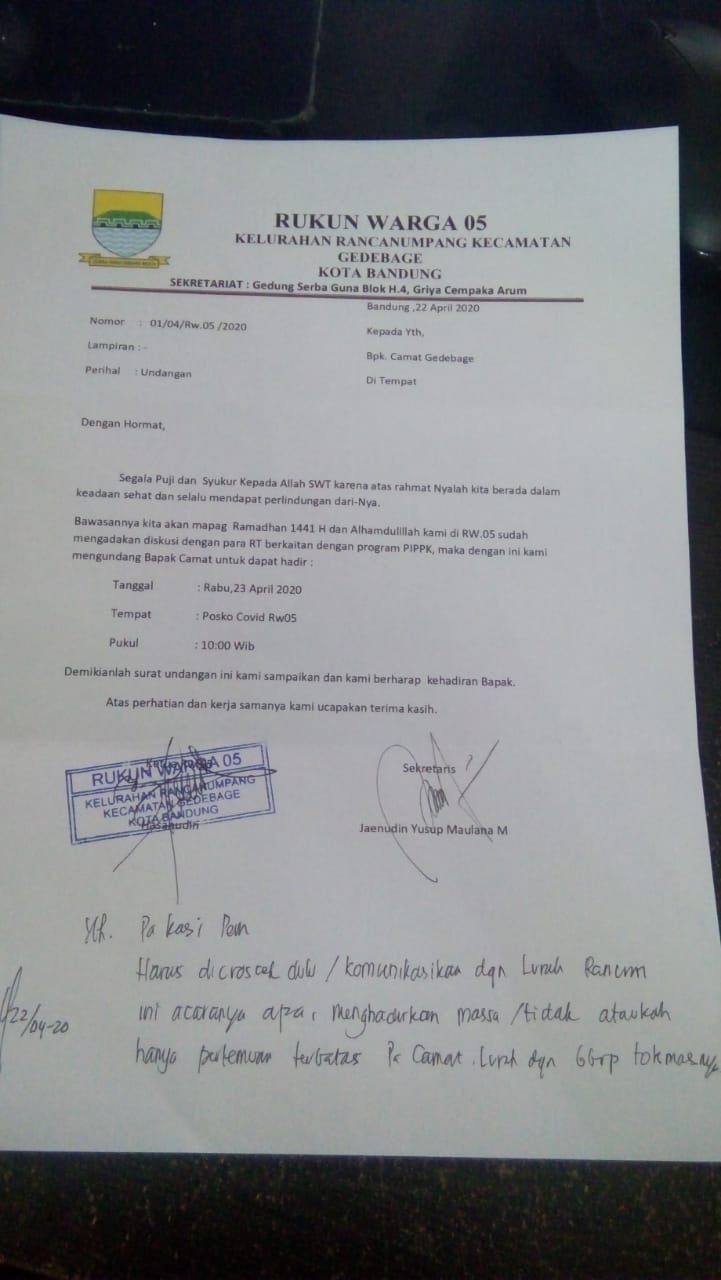 RUKUN WARGA 05
KELURAHAN RANCANUMPANG KECAMATAN
GEDEBAGE
KOTA BANDUNG
SEKRETARIAT : Gedung Serba Guna Blok H.4, Griya Cempaka Arum
Bandung ,22 April 2020
Nomor : 01/04/Rw.05 /2020
Kepada Yth,
Lampiran : -
Bpk. Camat Gedebage
Perihal : Undangan
Di Tempat
Dengan Hormat,
Segala Puji dan Syukur Kepada Allah SWT karena atas rahmat Nyalah kita berada dalam
keadaan sehat dan selalu mendapat perlindungan dari-Nya.
Bawasannya kita akan mapag Ramadhan 1441 H dan Alhamdulillah kami di RW.05 sudah
mengadakan diskusi dengan para RT berkaitan dengan program PIPPK, maka dengan ini kami
mengundang Bapak Camat untuk dapat hadir :
Tanggal : Rabu,23 April 2020
Tempat : Posko Covid Rw05
Pukul : 10:00 Wib
Demikianlah surat undangan ini kami sampaikan dan kami berharap kehadiran Bapak.
Atas perhatian dan kerja samanya kami ucapakan terima kasih.
RUKUN WARGA 05
KELURAHAN RANCANUMPANG
KECAMATAN GEDEBAGE
KOTA BANDUNG
Hasanudin
Sekretaris
Jaenudin Yusup Maulana M
Yth. Pa Kasi Pem
Harus dicroscek dulu / komunikasikan dgn Lurah Rancnm
ini acaranya apa, menghadirkan massa / tidak ataukah
22/04-20
hanya pertemuan terbatas Pa Camat. Lurah dgn tokmasnya